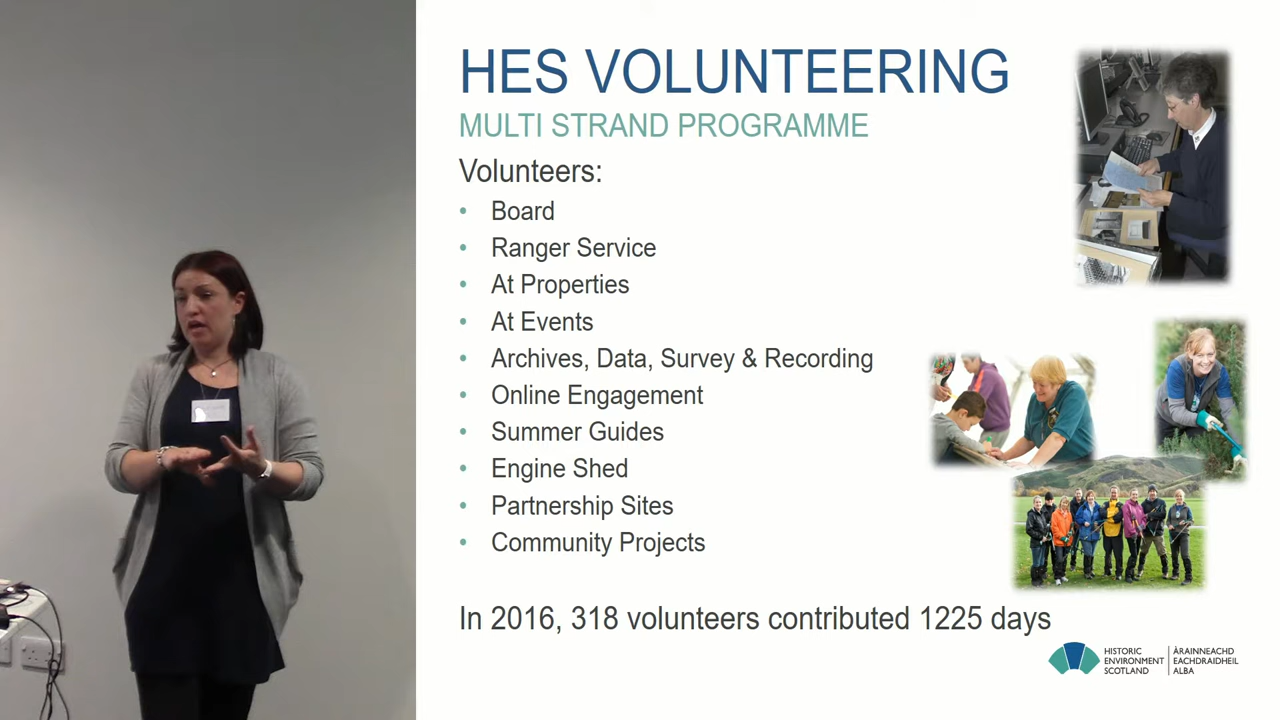 HES VOLUNTEERING
MULTI STRAND PROGRAMME
Volunteers:
• Board
• Ranger Service
• At Properties
• At Events
• Archives, Data, Survey & Recording
• Online Engagement
• Summer Guides
• Engine Shed
• Partnership Sites
• Community Projects
In 2016, 318 volunteers contributed 1225 days
HISTORIC
ENVIRONMENT
SCOTLAND
ÀRAINNEACHD
EACHDRAIDHEIL
ALBA